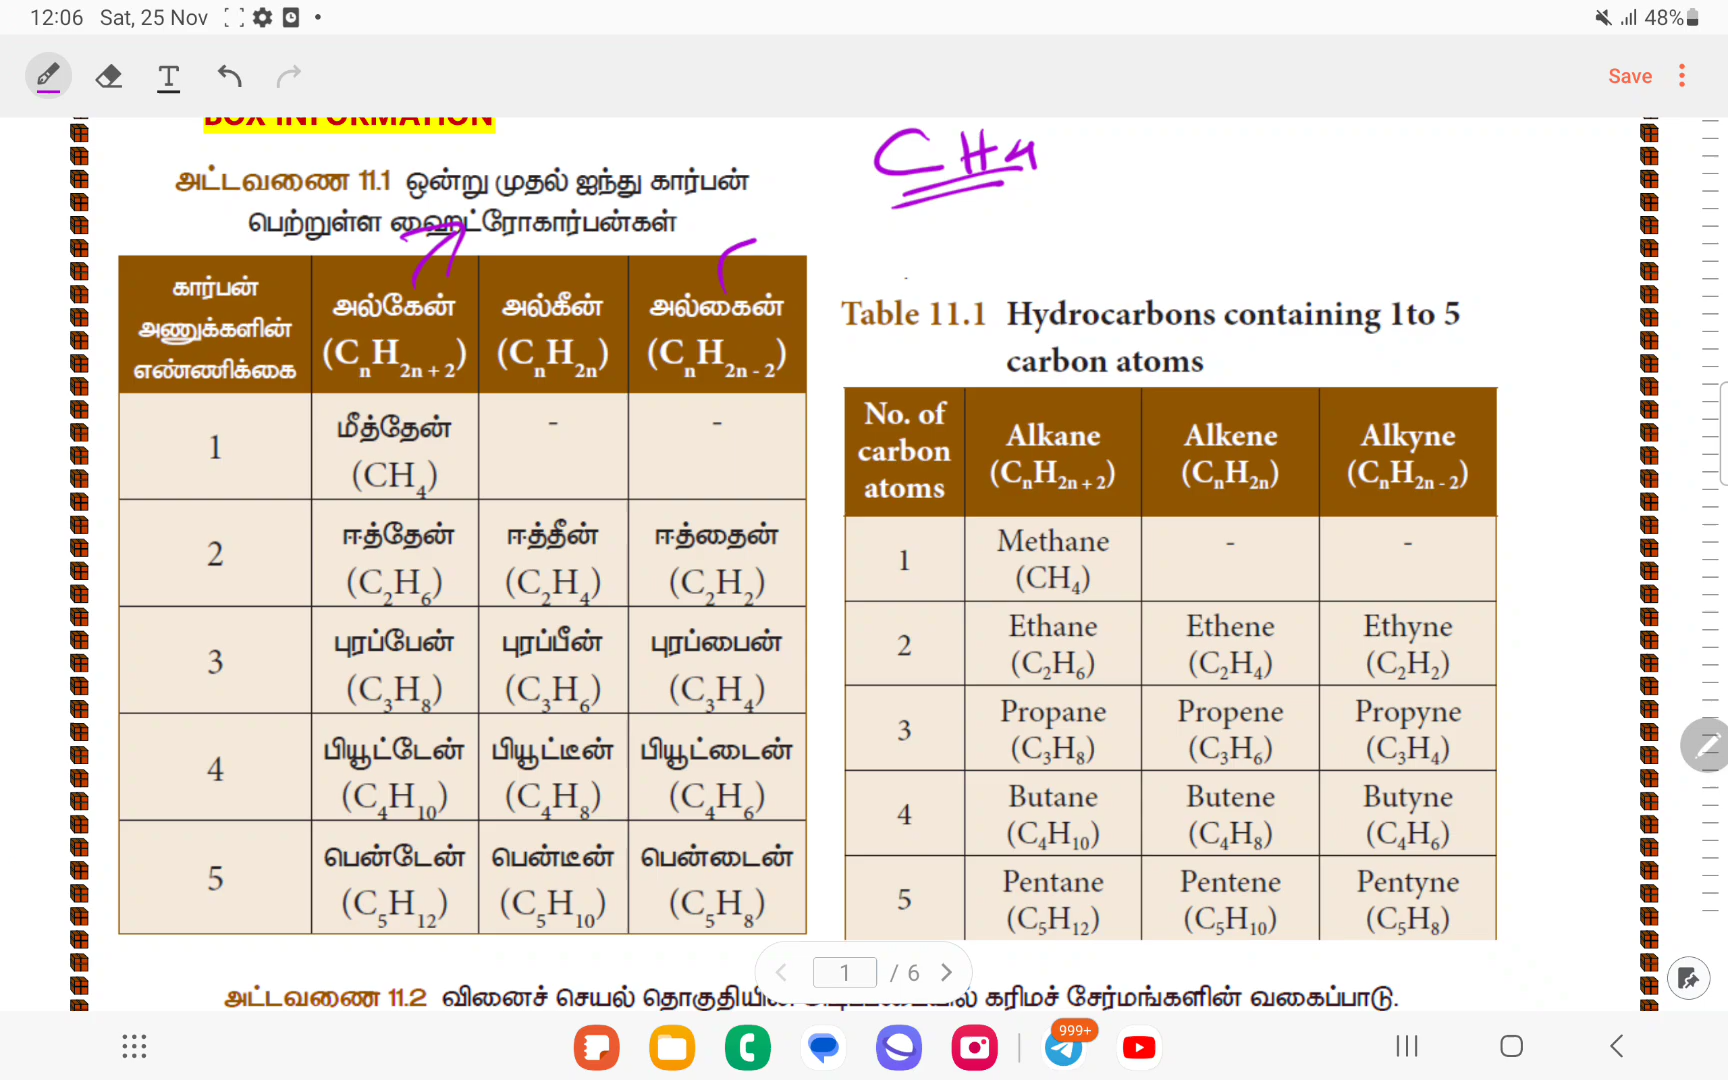 12:06 Sat, 25 Nov
48%
Save
BOX INFORMATION
CH4
அட்டவணை 11.1 ஒன்று முதல் ஐந்து கார்பன்
பெற்றுள்ள ஹைட்ரோகார்பன்கள்
கார்பன் அணுக்களின் எண்ணிக்கை | அல்கேன் (CnH2n + 2) | அல்கீன் (CnH2n) | அல்கைன் (CnH2n - 2)
1 | மீத்தேன் (CH4) | - | -
2 | ஈத்தேன் (C2H6) | ஈத்தீன் (C2H4) | ஈத்தைன் (C2H2)
3 | புரப்பேன் (C3H8) | புரப்பீன் (C3H6) | புரப்பைன் (C3H4)
4 | பியூட்டேன் (C4H10) | பியூட்டீன் (C4H8) | பியூட்டைன் (C4H6)
5 | பென்டேன் (C5H12) | பென்டீன் (C5H10) | பென்டைன் (C5H8)
Table 11.1 Hydrocarbons containing 1to 5
carbon atoms
No. of carbon atoms | Alkane (CnH2n + 2) | Alkene (CnH2n) | Alkyne (CnH2n - 2)
1 | Methane (CH4) | - | -
2 | Ethane (C2H6) | Ethene (C2H4) | Ethyne (C2H2)
3 | Propane (C3H8) | Propene (C3H6) | Propyne (C3H4)
4 | Butane (C4H10) | Butene (C4H8) | Butyne (C4H6)
5 | Pentane (C5H12) | Pentene (C5H10) | Pentyne (C5H8)
1 / 6
அட்டவணை 11.2 வினைச் செயல் தொகுதியின் கரிமச் சேர்மங்களின் வகைப்பாடு.
999+